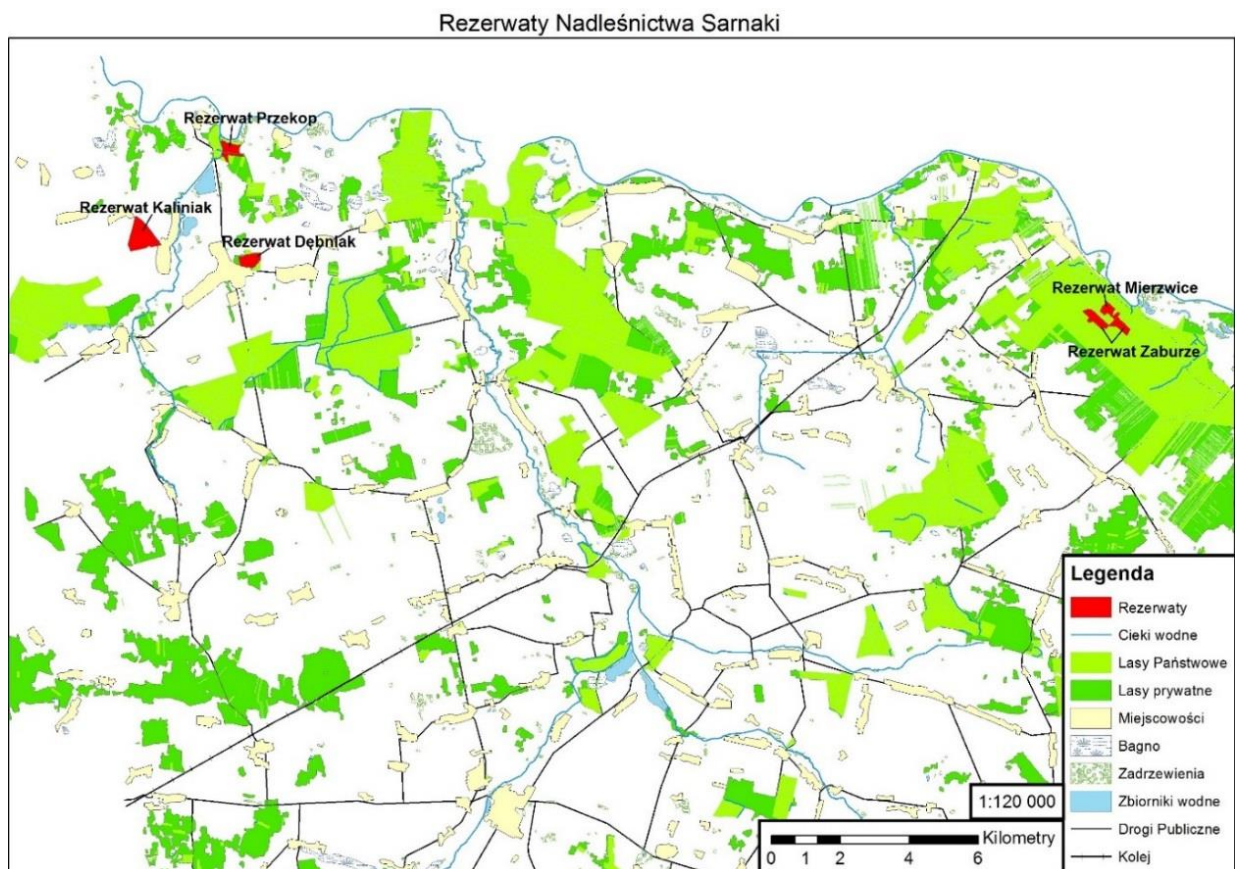 Rezerwaty Nadleśnictwa Sarnaki
Rezerwat Przekop
Rezerwat Kaliniak
Rezerwat Dębniak
Rezerwat Mierzwice
Rezerwat Zaburze
Legenda
Rezerwaty
Cieki wodne
Lasy Państwowe
Lasy prywatne
Miejscowości
Bagno
Zadrzewienia
Zbiorniki wodne
Drogi Publiczne
Kolej
1:120 000
Kilometry
0 1 2 4 6